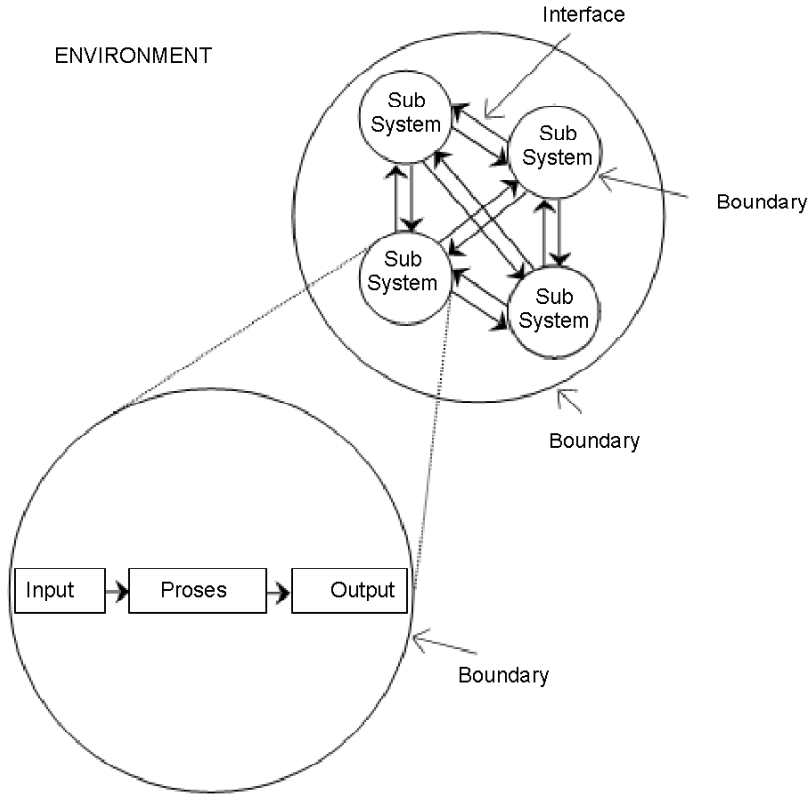 Interface
ENVIRONMENT
Sub
System
Sub
System
Boundary
Sub
System
Sub
System
Boundary
Input
Proses
Output
Boundary